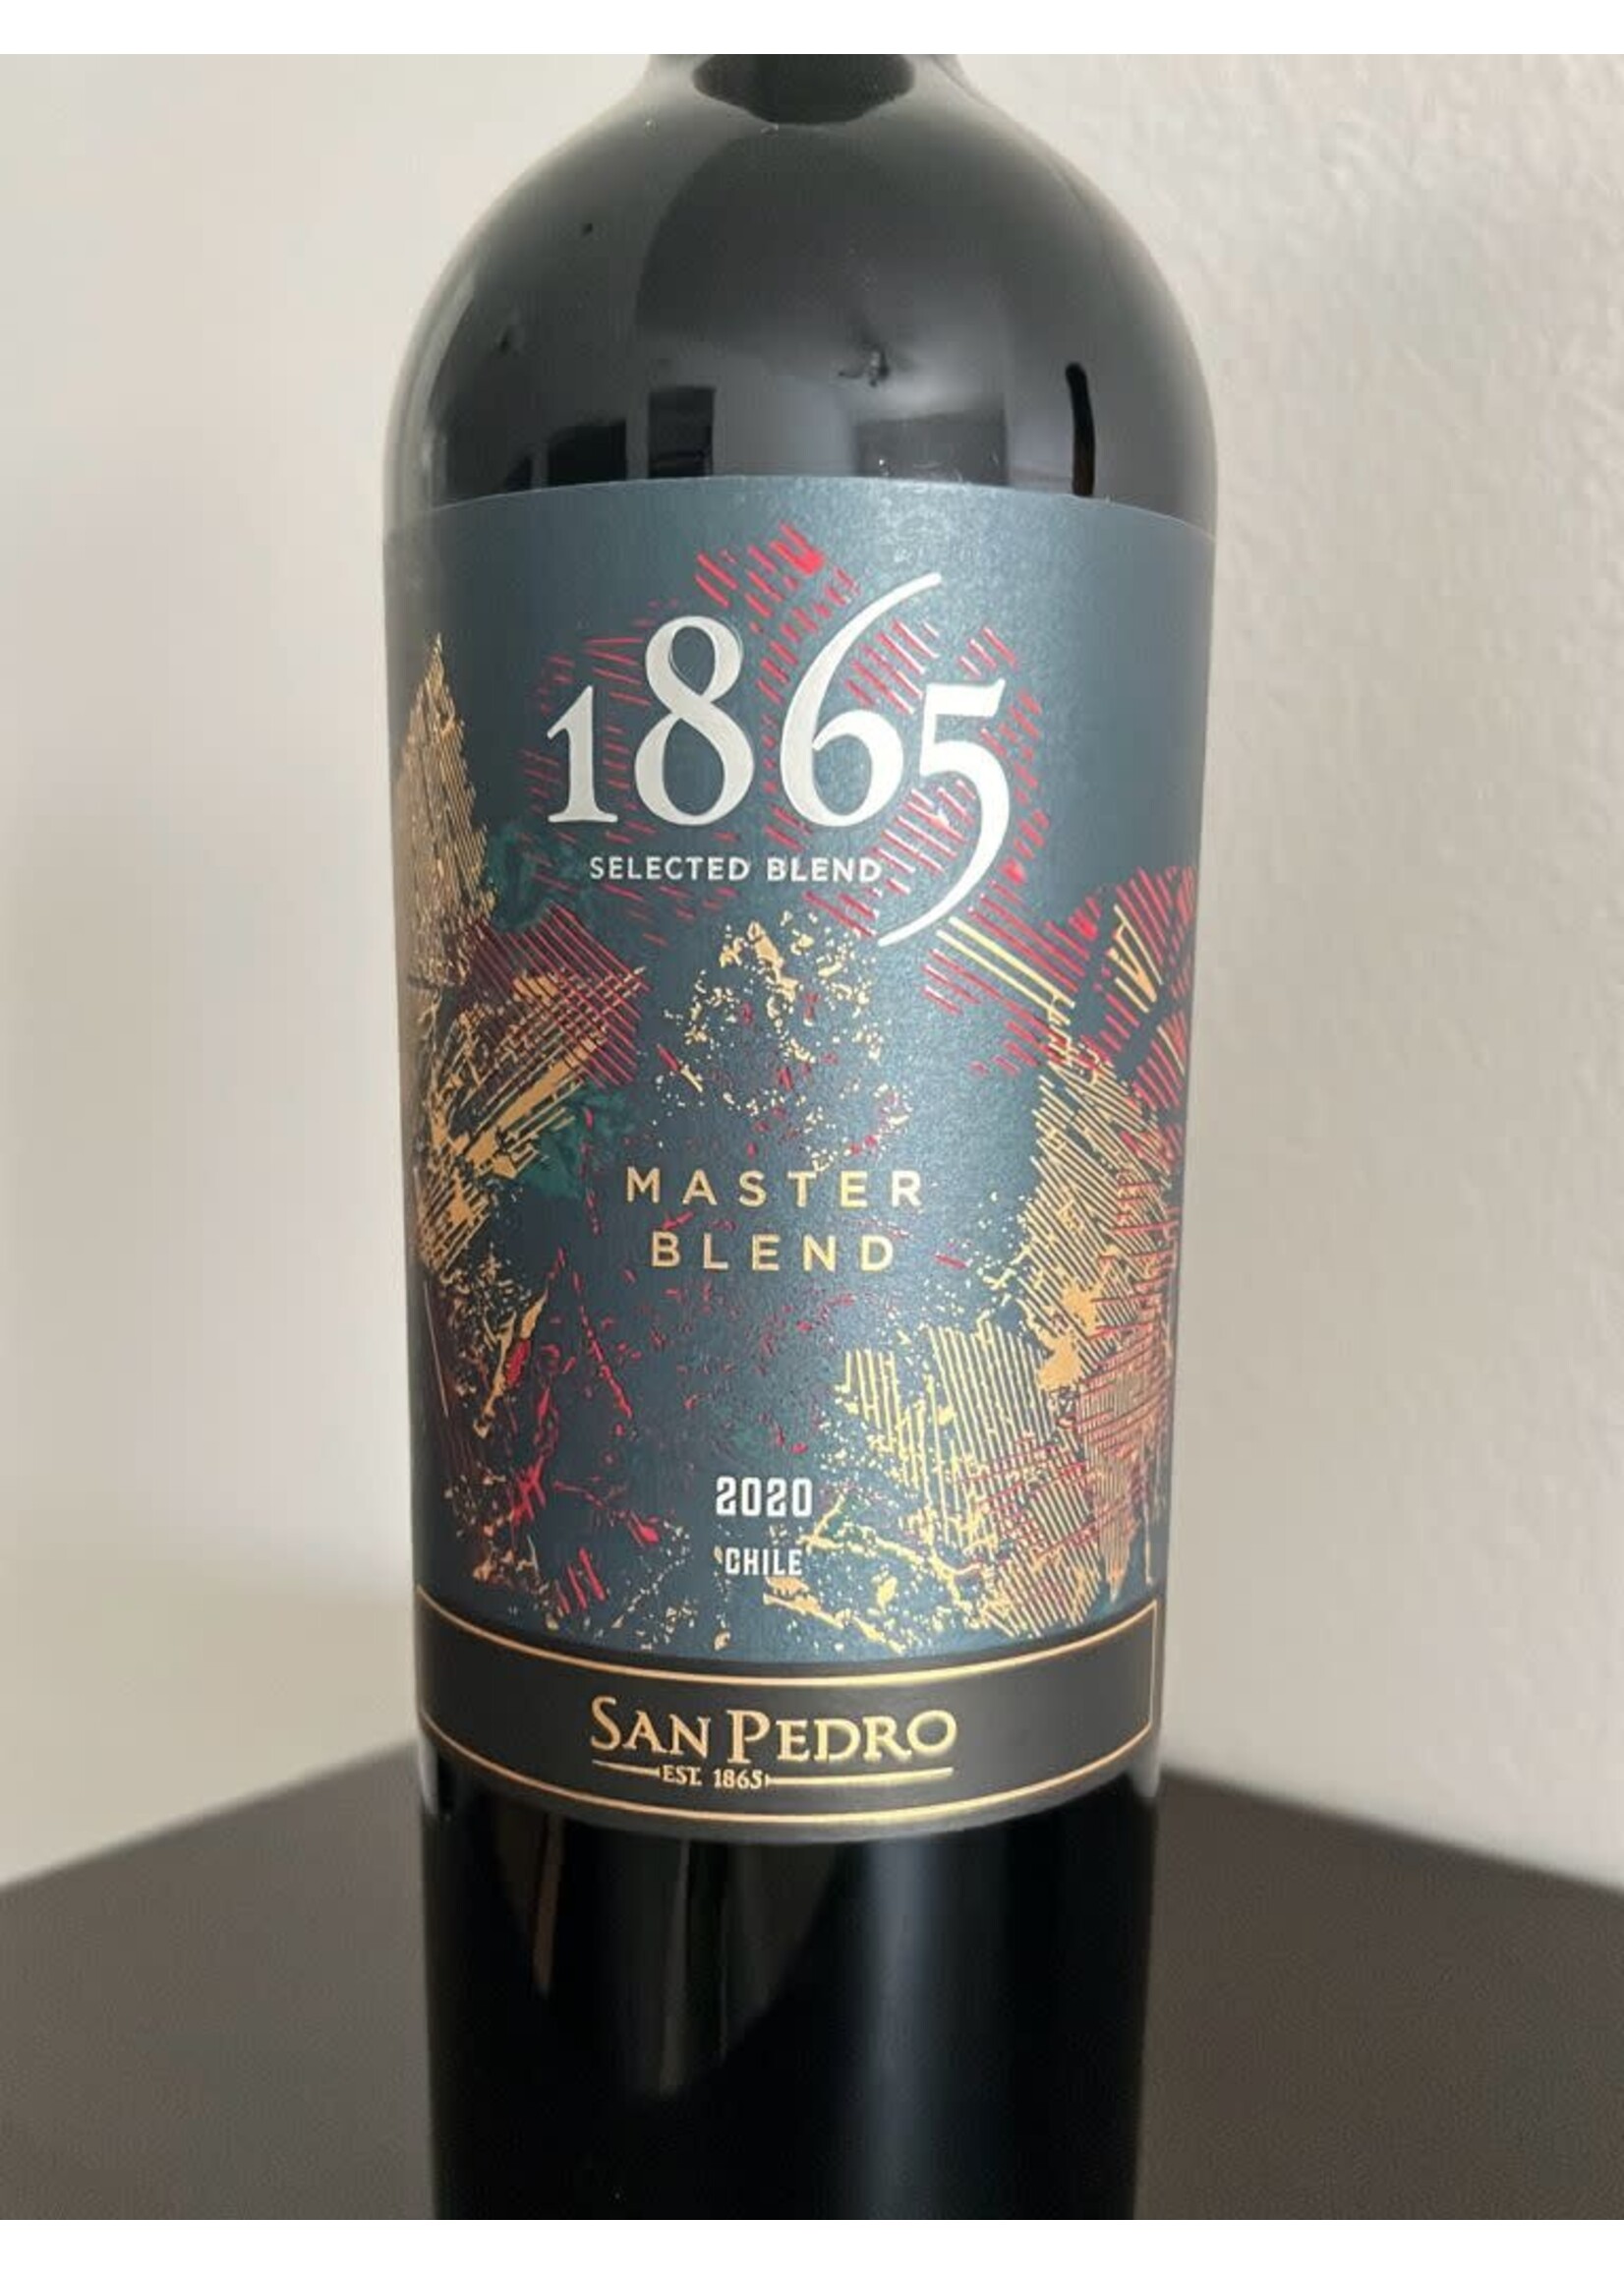 1865
SELECTED BLEND
MASTER
BLEND
2020
CHILE
SAN PEDRO
EST. 1865